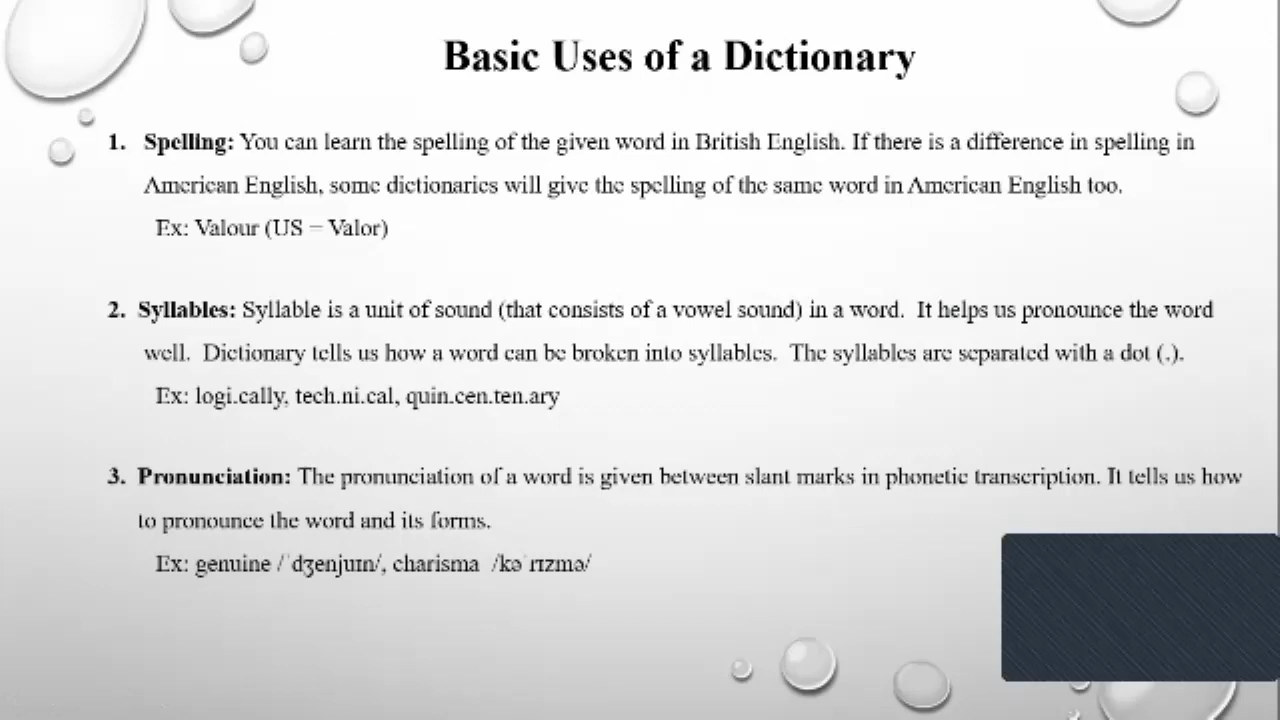 Basic Uses of a Dictionary
1. Spelling: You can learn the spelling of the given word in British English. If there is a difference in spelling in
American English, some dictionaries will give the spelling of the same word in American English too.
Ex: Valour (US – Valor)
2. Syllables: Syllable is a unit of sound (that consists of a vowel sound) in a word. It helps us pronounce the word
well. Dictionary tells us how a word can be broken into syllables. The syllables are separated with a dot (.).
Ex: logi.cally, tech.ni.cal, quin.cen.ten.ary
3. Pronunciation: The pronunciation of a word is given between slant marks in phonetic transcription. It tells us how
to pronounce the word and its forms.
Ex: genuine /ˈdʒenjuɪn/, charisma /kəˈrɪzmə/